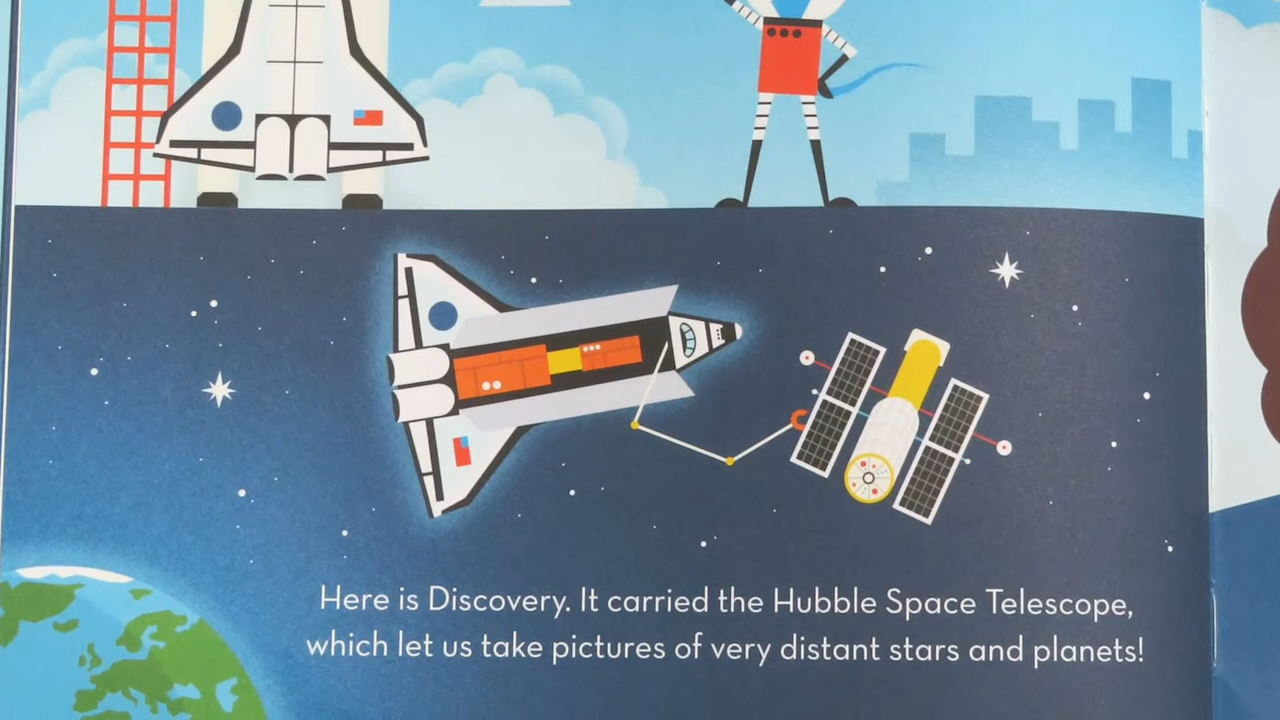 Here is Discovery. It carried the Hubble Space Telescope,
which let us take pictures of very distant stars and planets!